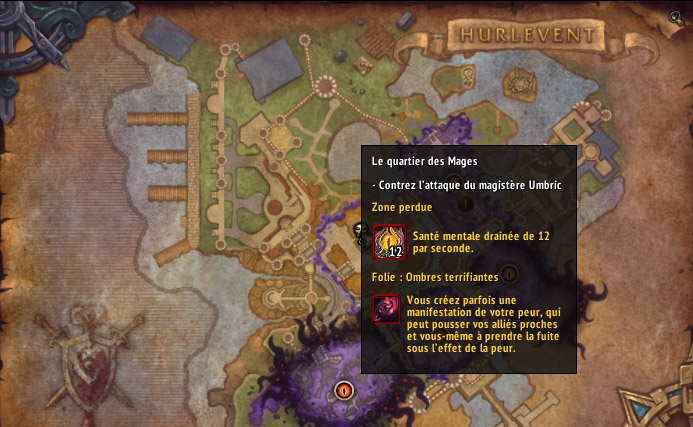 HURLEVENT
Le quartier des Mages
- Contrez l'attaque du magistère Umbric
Zone perdue
Santé mentale drainée de 12
par seconde.
12
Folie : Ombres terrifiantes
Vous créez parfois une
manifestation de votre peur, qui
peut pousser vos alliés proches
et vous-même à prendre la fuite
sous l'effet de la peur.